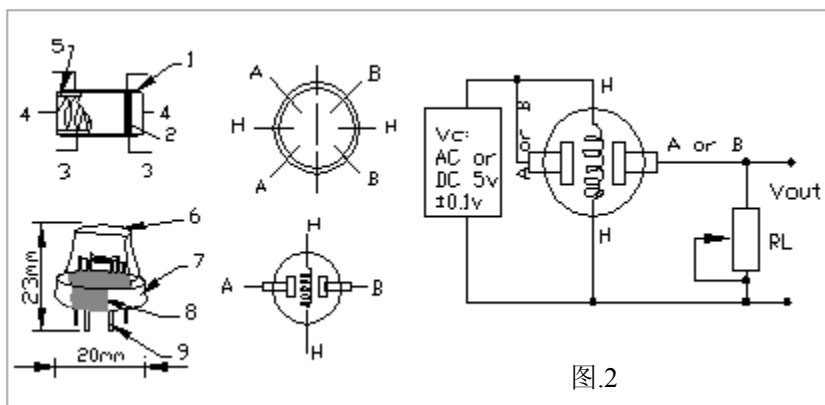 5
1
4
4
2
3
3
6
7
8
9
23mm
20mm
A
B
H
H
A
B
H
A
B
H
H
A or B
Vc:
AC or
DC 5v
±0.1v
A or B
H
Vout
RL
图.2